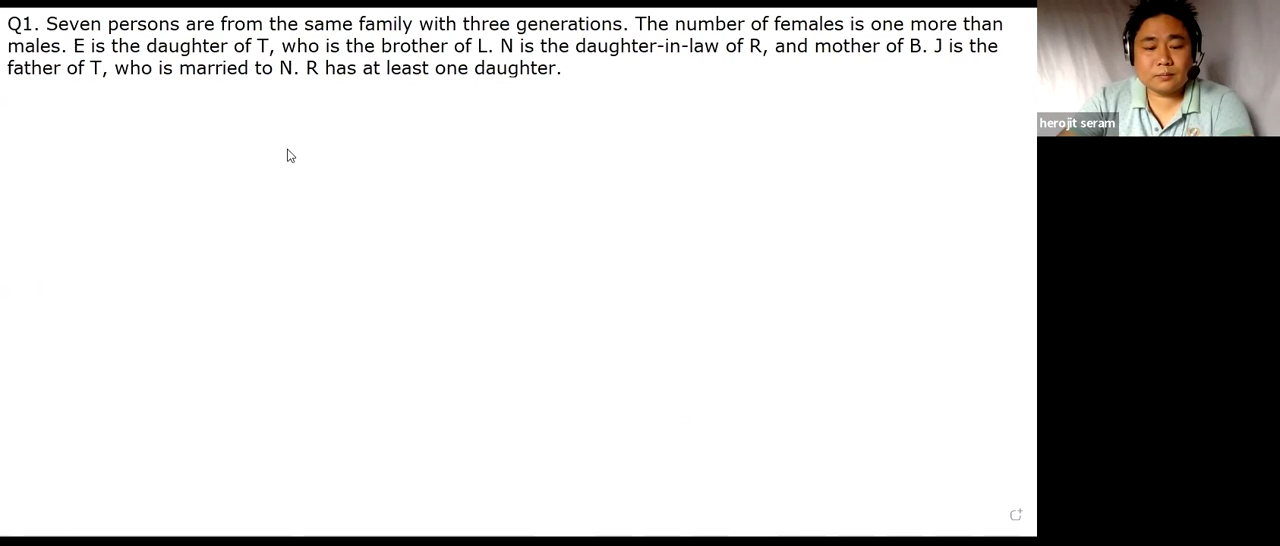 Q1. Seven persons are from the same family with three generations. The number of females is one more than
males. E is the daughter of T, who is the brother of L. N is the daughter-in-law of R, and mother of B. J is the
father of T, who is married to N. R has at least one daughter.
herojit seram